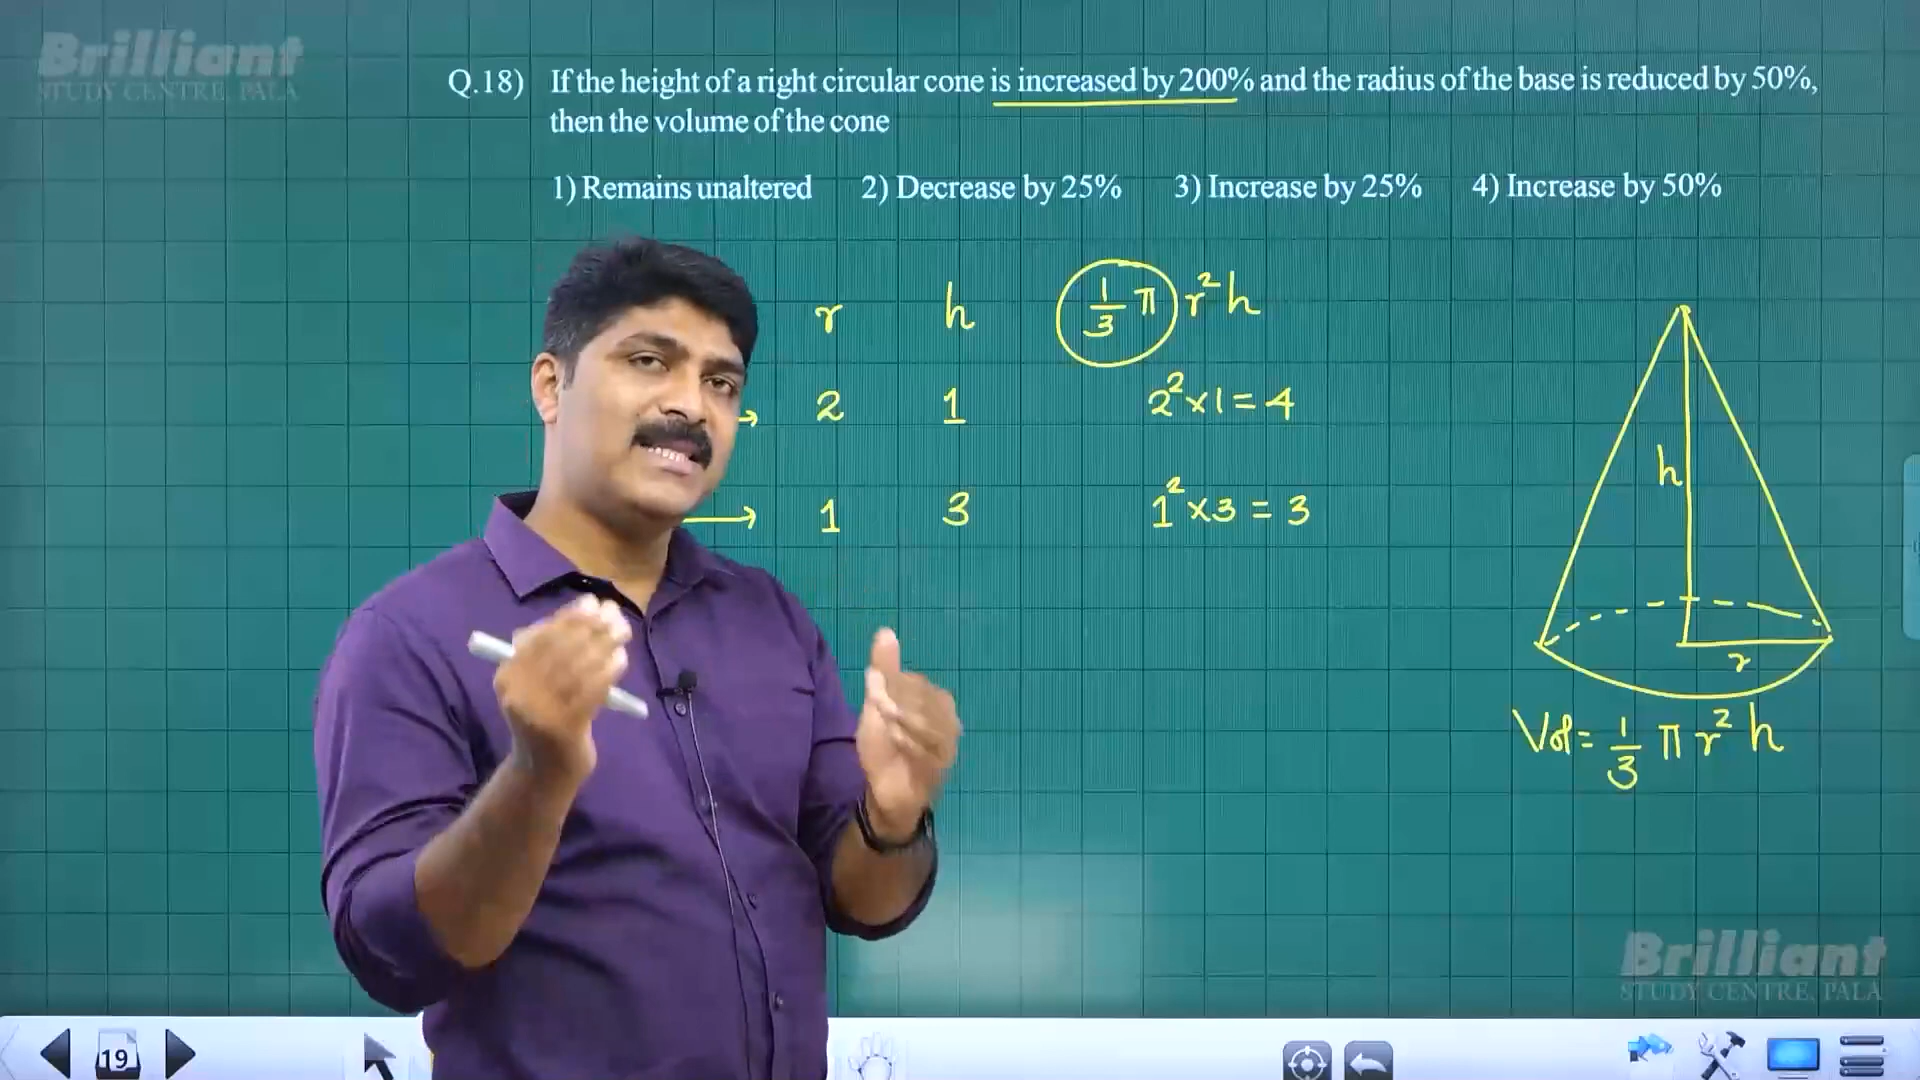 Brilliant
STUDY CENTRE, PALA
Q.18) If the height of a right circular cone is increased by 200% and the radius of the base is reduced by 50%,
then the volume of the cone
1) Remains unaltered 2) Decrease by 25% 3) Increase by 25% 4) Increase by 50%
r h 1/3 π r² h
→ 2 1 2² × 1 = 4
→ 1 3 1² × 3 = 3
h
r
Vol = 1/3 π r² h
Brilliant
STUDY CENTRE, PALA
19